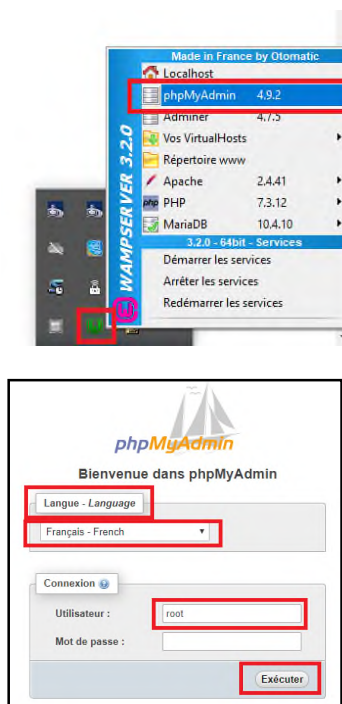 Made in France by Otomatic
Localhost
phpMyAdmin 4.9.2
Adminer 4.7.5
Vos VirtualHosts
Répertoire www
Apache 2.4.41
php PHP 7.3.12
MariaDB 10.4.10
3.2.0 - 64bit - Services
Démarrer les services
Arrêter les services
Redémarrer les services
WAMPSERVER 3.2.0
phpMyAdmin
Bienvenue dans phpMyAdmin
Langue - Language
Français - French
Connexion
Utilisateur :
root
Mot de passe :
Exécuter